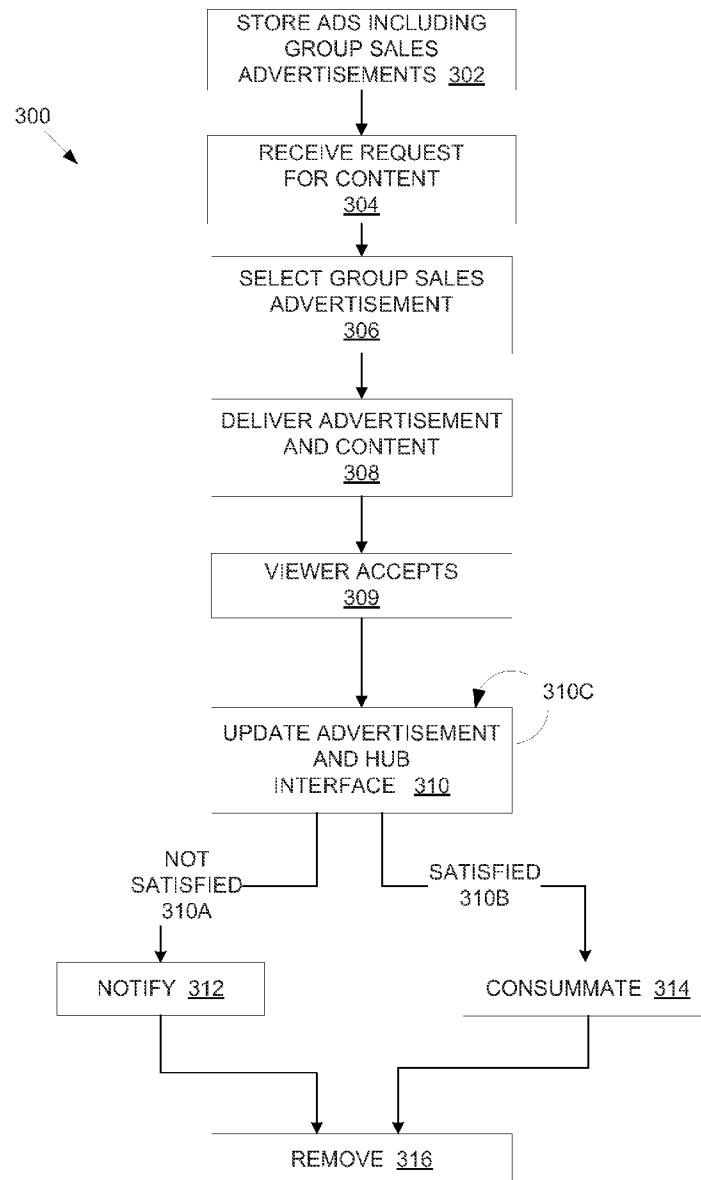 STORE ADS INCLUDING
GROUP SALES
ADVERTISEMENTS 302
300
RECEIVE REQUEST
FOR CONTENT
304
SELECT GROUP SALES
ADVERTISEMENT
306
DELIVER ADVERTISEMENT
AND CONTENT
308
VIEWER ACCEPTS
309
310C
UPDATE ADVERTISEMENT
AND HUB
INTERFACE 310
NOT
SATISFIED
310A
SATISFIED
310B
NOTIFY 312
CONSUMMATE 314
REMOVE 316